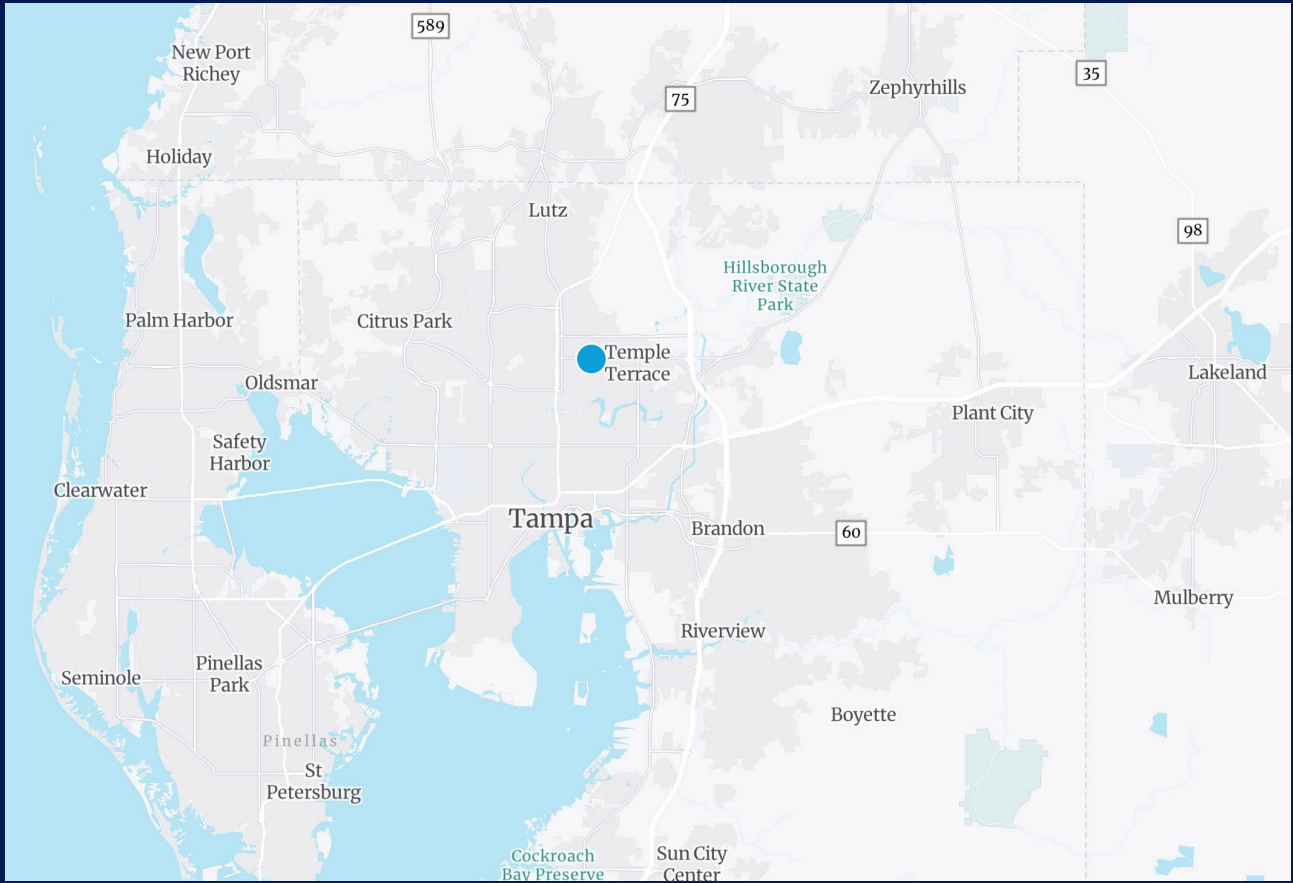 589
New Port
Richey
75
Zephyrhills
35
Holiday
Lutz
98
Hillsborough
River State
Park
Palm Harbor
Citrus Park
Temple
Terrace
Oldsmar
Lakeland
Plant City
Safety
Harbor
Clearwater
Tampa
Brandon
60
Mulberry
Riverview
Pinellas
Park
Seminole
Boyette
Pinellas
St
Petersburg
Cockroach
Bay Preserve
Sun City
Center